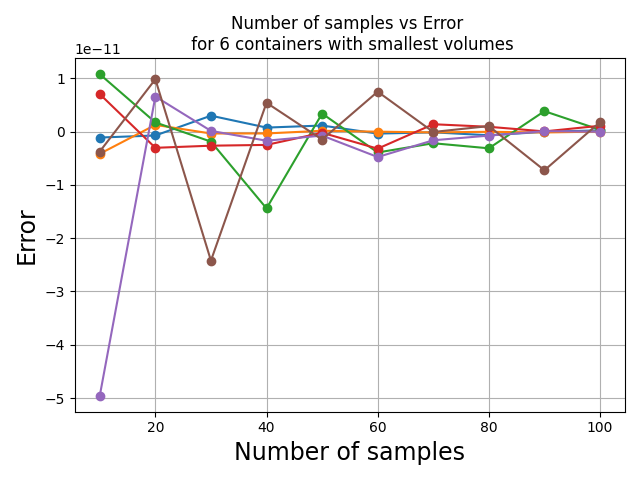 Number of samples vs Error
for 6 containers with smallest volumes
1e−11
1
0
−1
−2
−3
−4
−5
Error
20
40
60
80
100
Number of samples